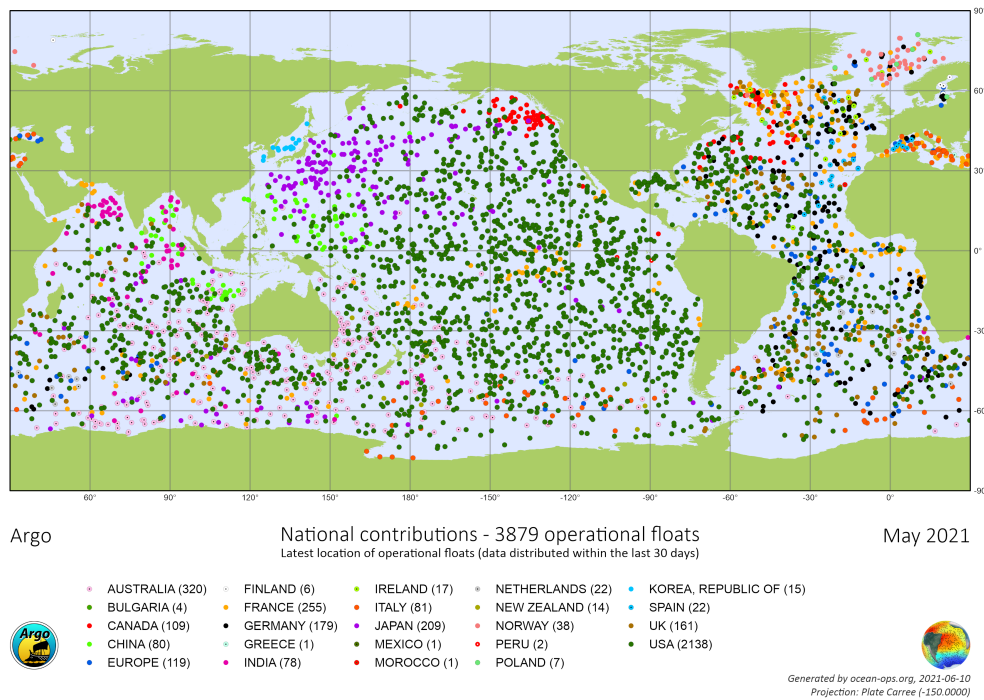 90°
60°
30°
0°
-30°
-60°
-90
60° 90° 120° 150° 180° -150° -120° -90° -60° -30° 0°
Argo
National contributions - 3879 operational floats
May 2021
Latest location of operational floats (data distributed within the last 30 days)
AUSTRALIA (320) FINLAND (6) IRELAND (17) NETHERLANDS (22) KOREA, REPUBLIC OF (15)
BULGARIA (4) FRANCE (255) ITALY (81) NEW ZEALAND (14) SPAIN (22)
CANADA (109) GERMANY (179) JAPAN (209) NORWAY (38) UK (161)
CHINA (80) GREECE (1) MEXICO (1) PERU (2) USA (2138)
EUROPE (119) INDIA (78) MOROCCO (1) POLAND (7)
Argo
Generated by ocean-ops.org, 2021-06-10
Projection: Plate Carree (-150.0000)